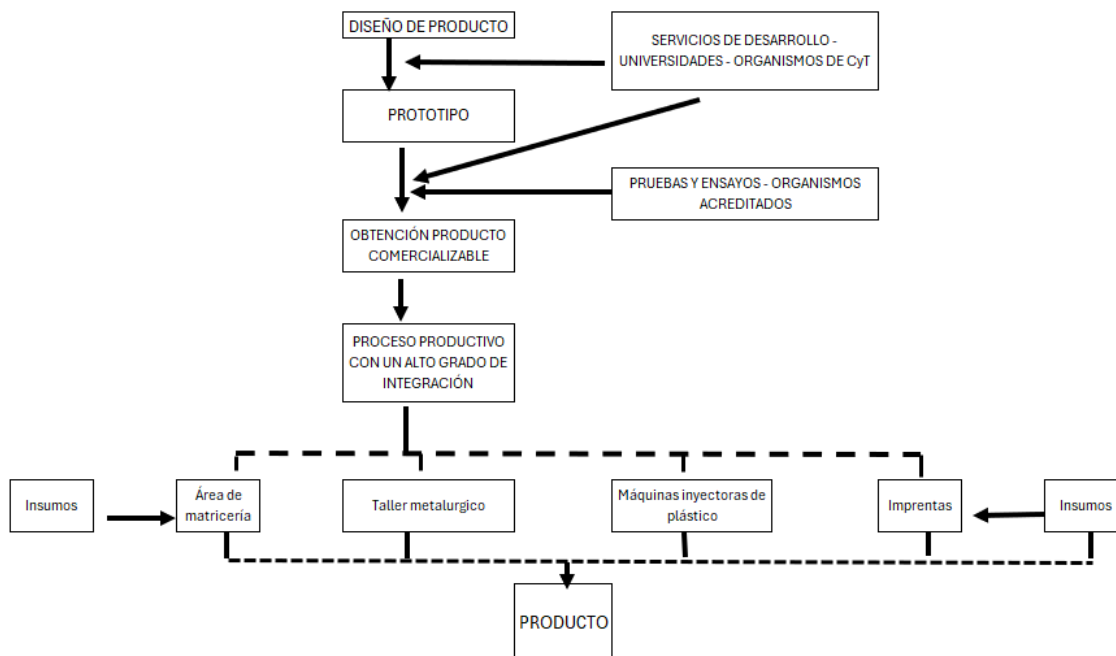 DISEÑO DE PRODUCTO
SERVICIOS DE DESARROLLO -
UNIVERSIDADES - ORGANISMOS DE CyT
PROTOTIPO
PRUEBAS Y ENSAYOS - ORGANISMOS
ACREDITADOS
OBTENCIÓN PRODUCTO
COMERCIALIZABLE
PROCESO PRODUCTIVO
CON UN ALTO GRADO DE
INTEGRACIÓN
Insumos
Área de
matricería
Taller metalurgico
Máquinas inyectoras de
plástico
Imprentas
Insumos
PRODUCTO